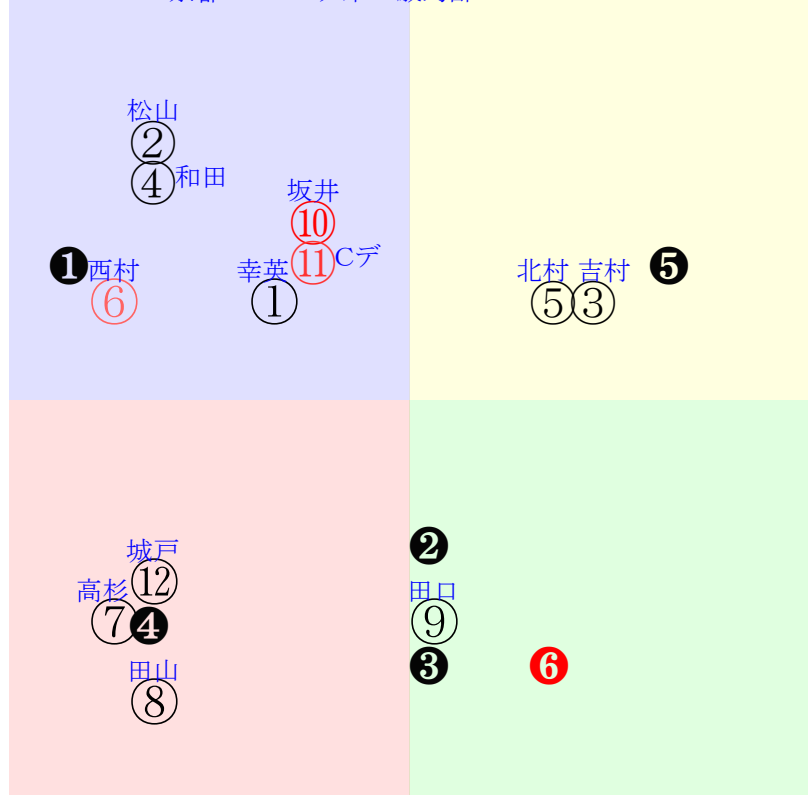 松山
②
④和田
坂井
⑩
❶西村 幸英⑪Cデ 北村 吉村❺
⑥ ① ⑤③
城戸 ❷
高杉⑫ 田口
⑦❹ ⑨
田山 ❸ ❻
⑧